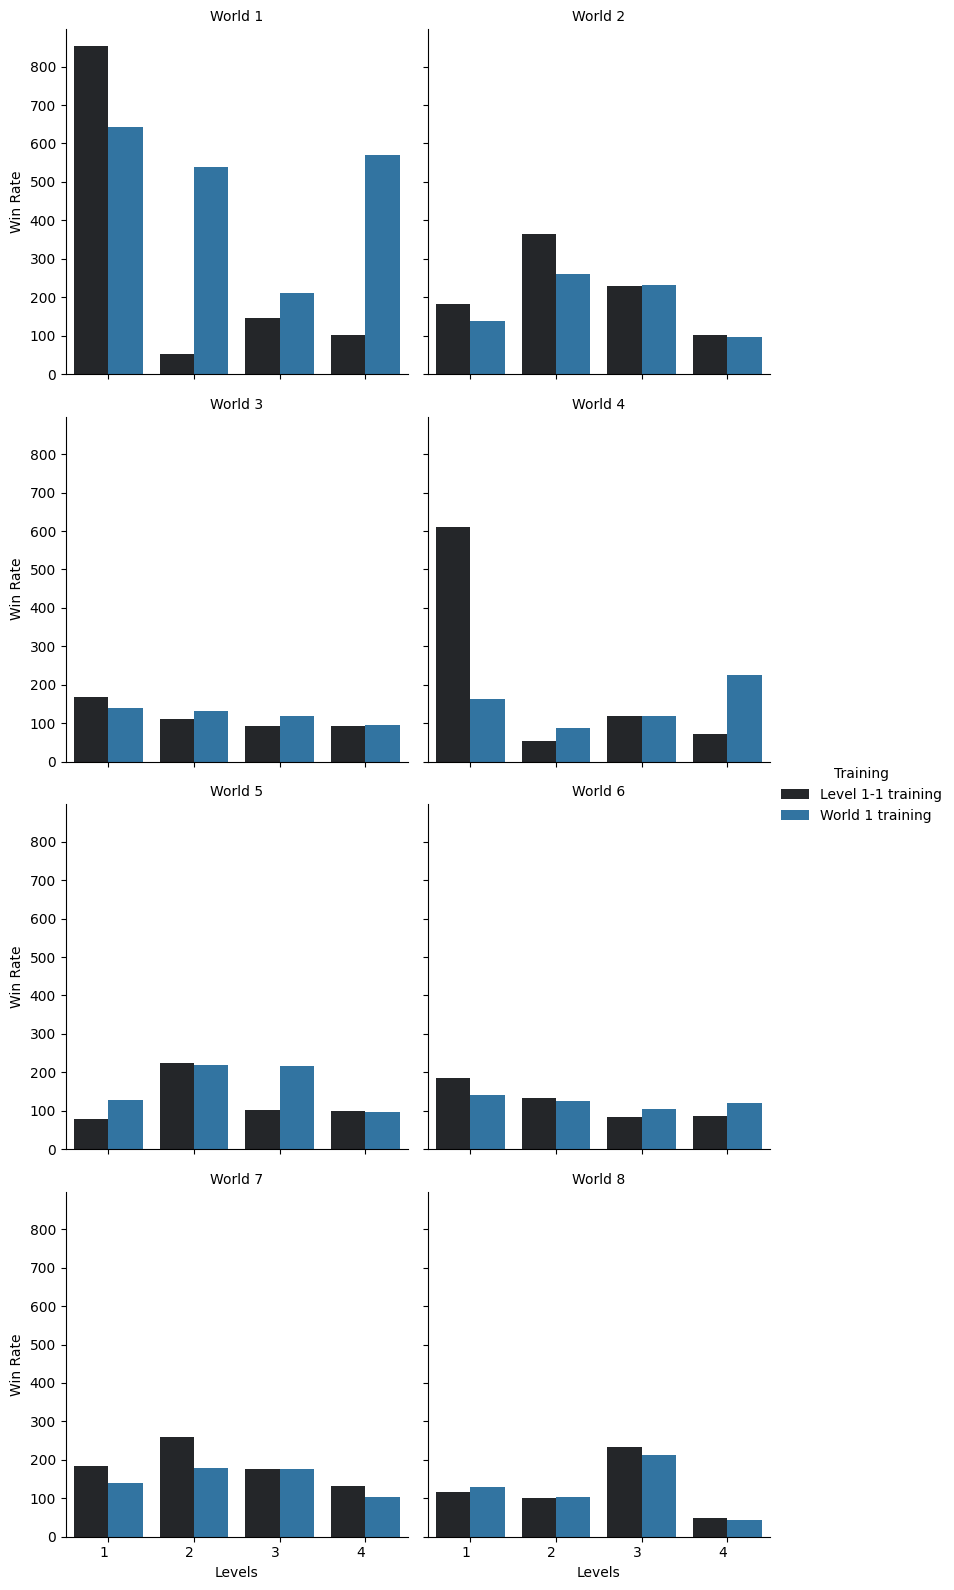 World 1
World 2
800
700
600
500
400
300
200
100
0
Win Rate
World 3
World 4
800
700
600
500
400
300
200
100
0
Win Rate
Training
Level 1-1 training
World 1 training
World 5
World 6
800
700
600
500
400
300
200
100
0
Win Rate
World 7
World 8
800
700
600
500
400
300
200
100
0
Win Rate
1 2 3 4
1 2 3 4
Levels
Levels